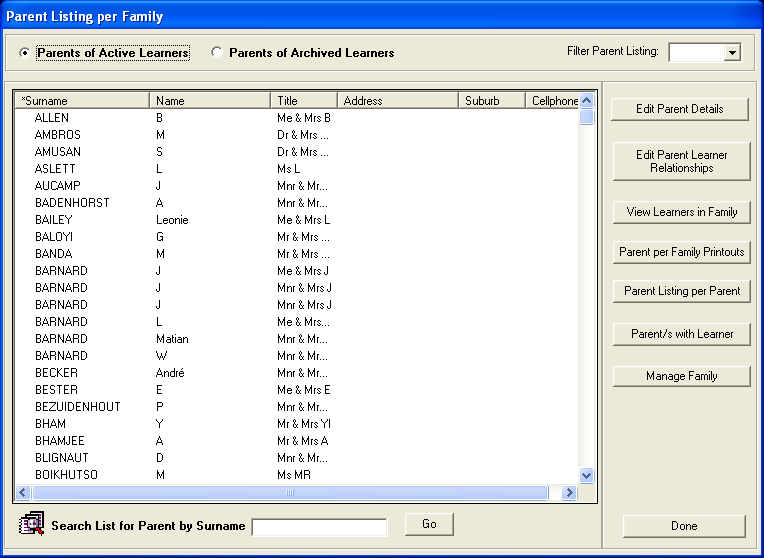 Parent Listing per Family
Parents of Active Learners Parents of Archived Learners Filter Parent Listing:
*Surname Name Title Address Suburb Cellphone
ALLEN B Me & Mrs B
AMBROS M Dr & Mrs ...
AMUSAN S Dr & Mrs ...
ASLETT L Ms L
AUCAMP J Mnr & Mr...
BADENHORST A Mnr & Mr...
BAILEY Leonie Me & Mrs L
BALOYI G Mr & Mrs ...
BANDA M Mr & Mrs ...
BARNARD J Me & Mrs J
BARNARD J Mnr & Mrs J
BARNARD J Mnr & Mrs J
BARNARD L Me & Mrs...
BARNARD Matian Mnr & Mr...
BARNARD W Mnr & Mr...
BECKER André Mnr & Mr...
BESTER E Me & Mrs E
BEZUIDENHOUT P Mnr & Mr...
BHAM Y Mr & Mrs YI
BHAMJEE A Mr & Mrs A
BLIGNAUT D Mnr & Mr...
BOIKHUTSO M Ms MR
Edit Parent Details
Edit Parent Learner
Relationships
View Learners in Family
Parent per Family Printouts
Parent Listing per Parent
Parent/s with Learner
Manage Family
Search List for Parent by Surname Go
Done